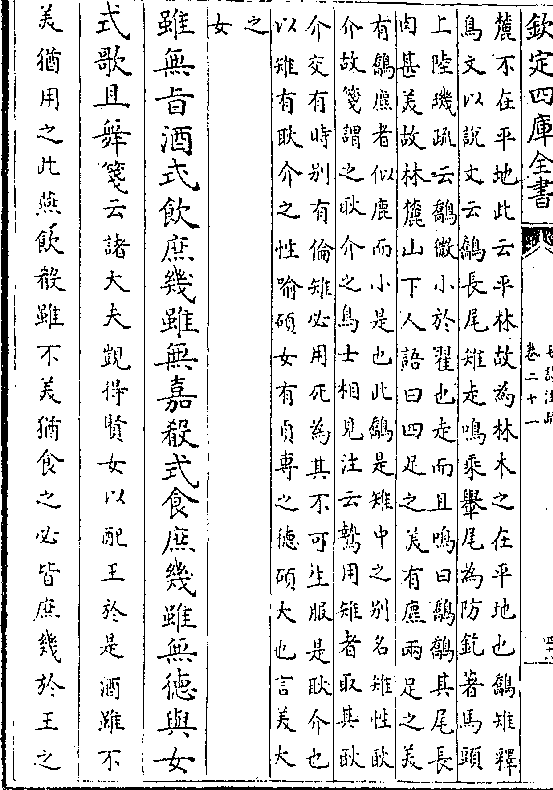 欽定四庫全書
卷二十一
麓不在平地此云平林故為林木之在平地也鷮雉釋
鳥文以說文云鷮長尾雉走鳴乘轝尾為防釳著馬頭
上陸璣疏云鷮微小於翟也走而且鳴曰鷮鷮其尾長
肉甚美故林麓山下人語曰四足之美有麃兩足之美
有鷮麃者似鹿而小是也此鷮是雉中之别名雉性耿
介故箋謂之耿介之鳥士相見注云贄用雉者取其耿
介交有時别有倫雉必用死為其不可生服是耿介也
以雉有耿介之性喻碩女有貞專之徳碩大也言美大
之女
雖無旨酒式飲庶幾雖無嘉殽式食庶幾雖無徳與女
式歌且舞箋云諸大夫覬得賢女以配王於是酒雖不
美猶用之此燕飲殽雖不美猶食之必皆庶幾於王之